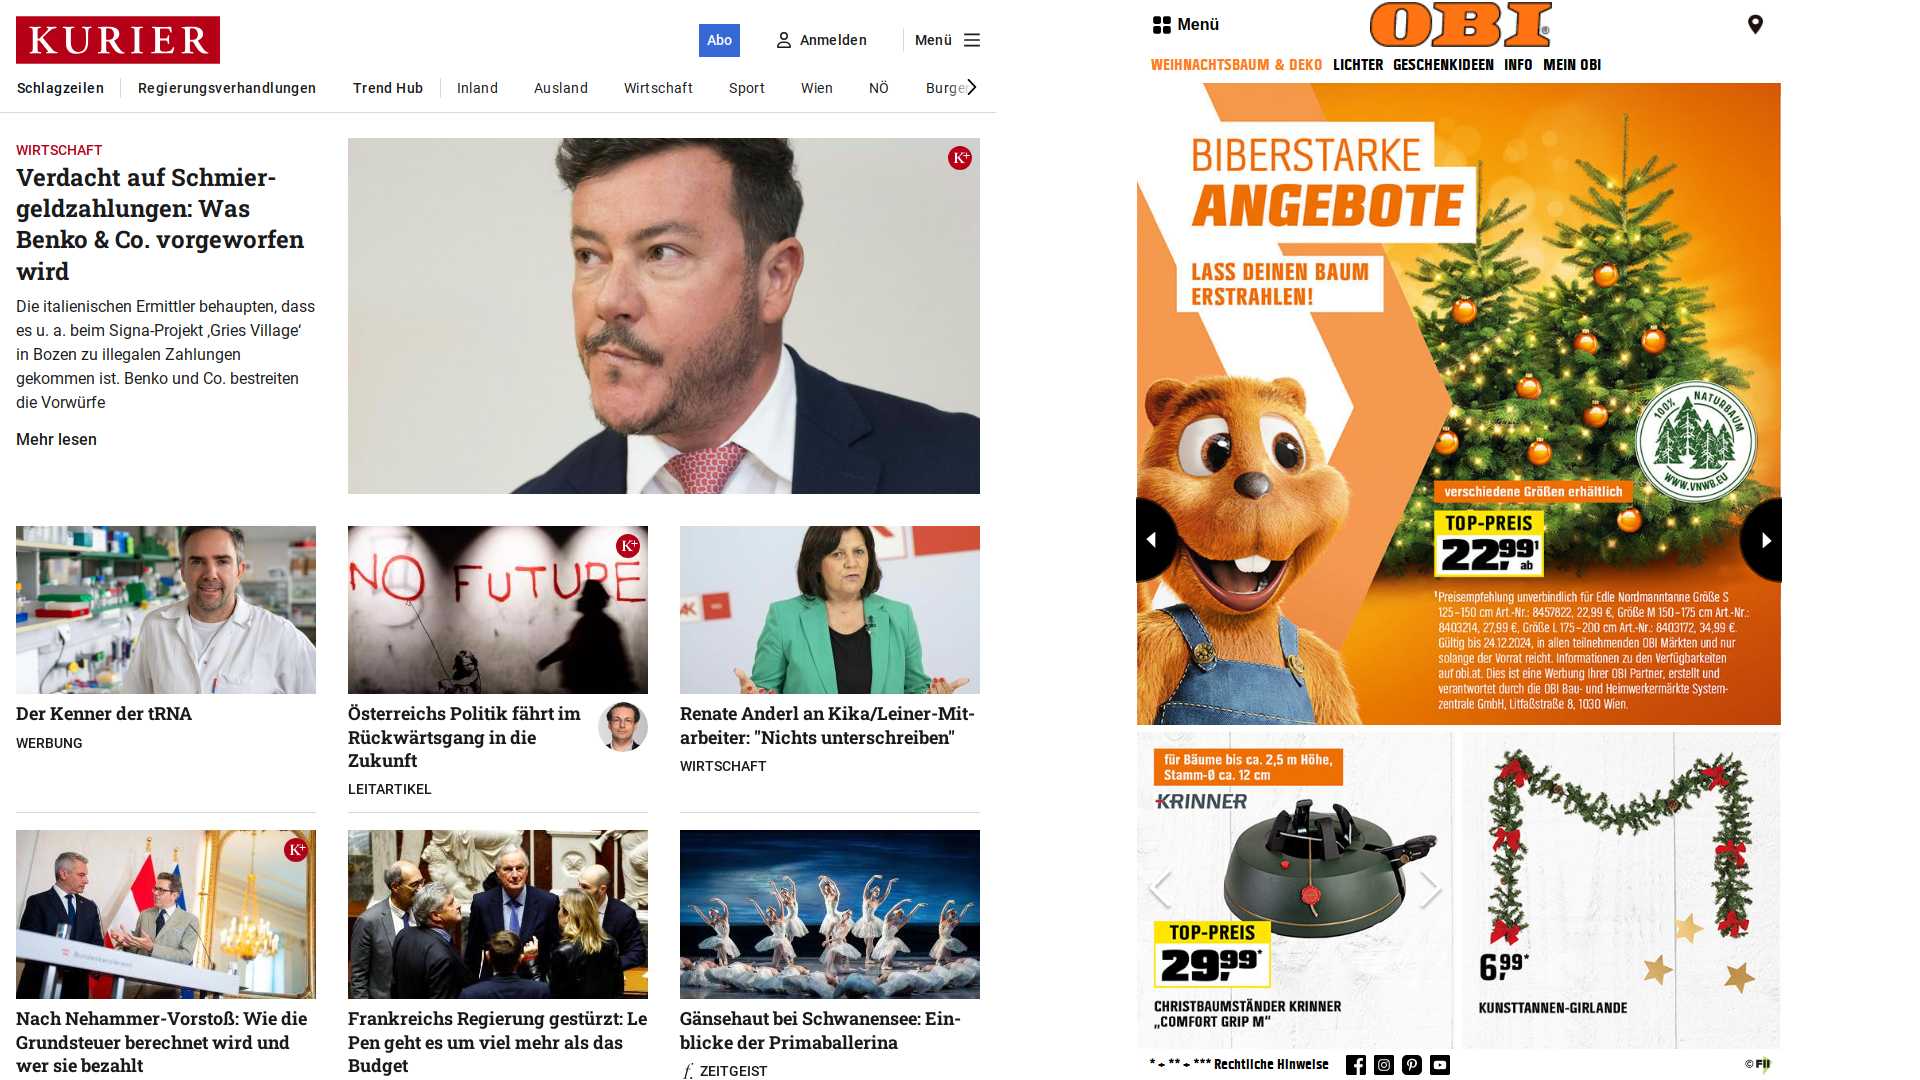 KURIER
Abo
Anmelden
Menü
Schlagzeilen
Regierungsverhandlungen
Trend Hub
Inland
Ausland
Wirtschaft
Sport
Wien
NÖ
WIRTSCHAFT
Verdacht auf Schmier-
geldzahlungen: Was
Benko & Co. vorgeworfen
wird
Die italienischen Ermittler behaupten, dass
es u. a. beim Signa-Projekt ‚Gries Village‘
in Bozen zu illegalen Zahlungen
gekommen ist. Benko und Co. bestreiten
die Vorwürfe
Mehr lesen
K+
NO FUTURE
K+
AK
Der Kenner der tRNA
WERBUNG
Österreichs Politik fährt im
Rückwärtsgang in die
Zukunft
LEITARTIKEL
Renate Anderl an Kika/Leiner-Mit-
arbeiter: "Nichts unterschreiben"
WIRTSCHAFT
K+
Bundeskanzleramt
Nach Nehammer-Vorstoß: Wie die
Grundsteuer berechnet wird und
wer sie bezahlt
Frankreichs Regierung gestürzt: Le
Pen geht es um viel mehr als das
Budget
Gänsehaut bei Schwanensee: Ein-
blicke der Primaballerina
f. ZEITGEIST
Menü
OBI®
WEIHNACHTSBAUM & DEKO
LICHTER
GESCHENKIDEEN
INFO
MEIN OBI
BIBERSTARKE
ANGEBOTE
LASS DEINEN BAUM
ERSTRAHLEN!
100% NATURBAUM
WWW.VNWB.EU
verschiedene Größen erhältlich
TOP-PREIS
22,99¹
ab
¹Preisempfehlung unverbindlich für Edle Nordmanntanne Größe S
125–150 cm Art.-Nr.: 8457822, 22,99 €, Größe M 150–175 cm Art.-Nr.:
8403214, 27,99 €, Größe L 175–200 cm Art.-Nr.: 8403172, 34,99 €.
Gültig bis 24.12.2024, in allen teilnehmenden OBI Märkten und nur
solange der Vorrat reicht. Informationen zu den Verfügbarkeiten
auf obi.at. Dies ist eine Werbung Ihrer OBI Partner, erstellt und
verantwortet durch die OBI Bau- und Heimwerkermärkte System-
zentrale GmbH, Litfaßstraße 8, 1030 Wien.
für Bäume bis ca. 2,5 m Höhe,
Stamm-Ø ca. 12 cm
KRINNER
TOP-PREIS
29,99*
CHRISTBAUMSTÄNDER KRINNER
„COMFORT GRIP M“
6,99*
KUNSTTANNEN-GIRLANDE
* + ** + *** Rechtliche Hinweise